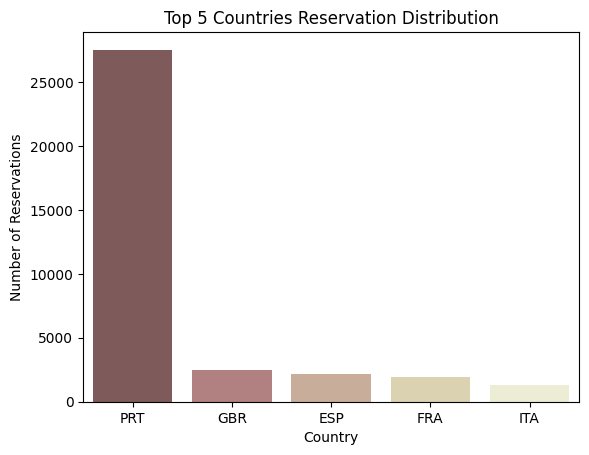 Top 5 Countries Reservation Distribution
Number of Reservations
25000
20000
15000
10000
5000
0
PRT GBR ESP FRA ITA
Country